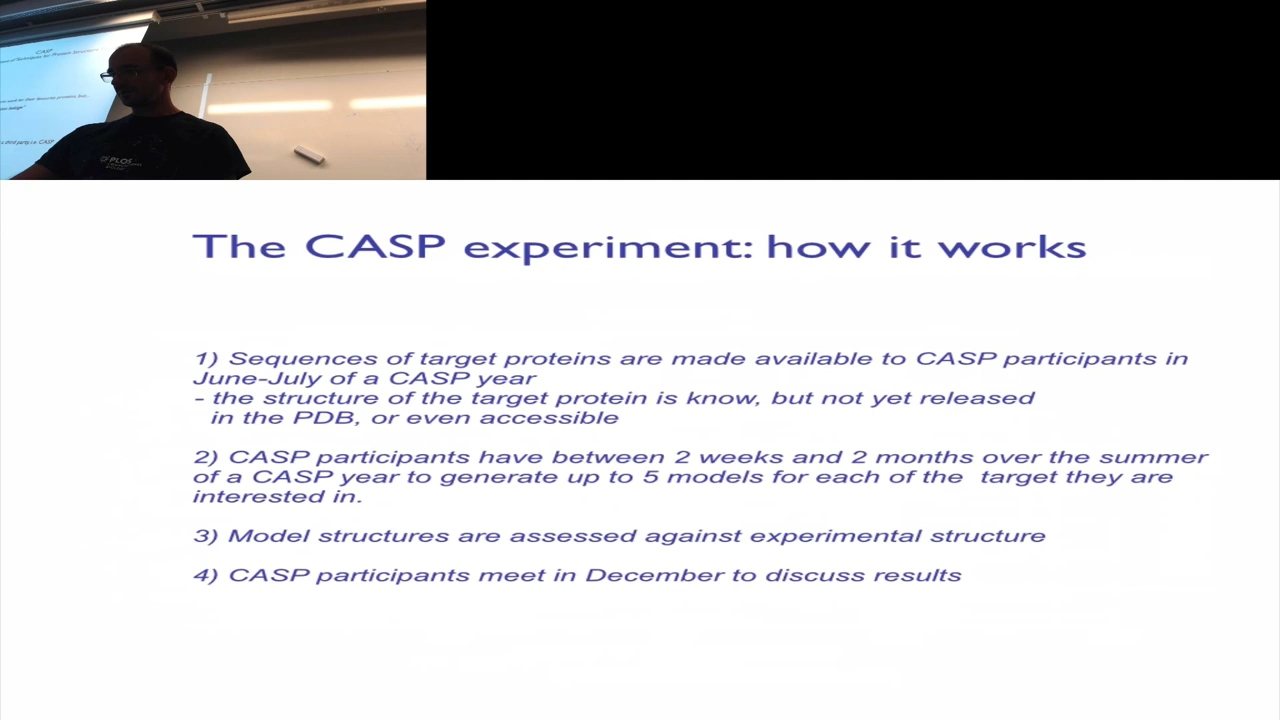 CASP
PLOS
The CASP experiment: how it works
1) Sequences of target proteins are made available to CASP participants in
June-July of a CASP year
- the structure of the target protein is know, but not yet released
in the PDB, or even accessible
2) CASP participants have between 2 weeks and 2 months over the summer
of a CASP year to generate up to 5 models for each of the target they are
interested in.
3) Model structures are assessed against experimental structure
4) CASP participants meet in December to discuss results